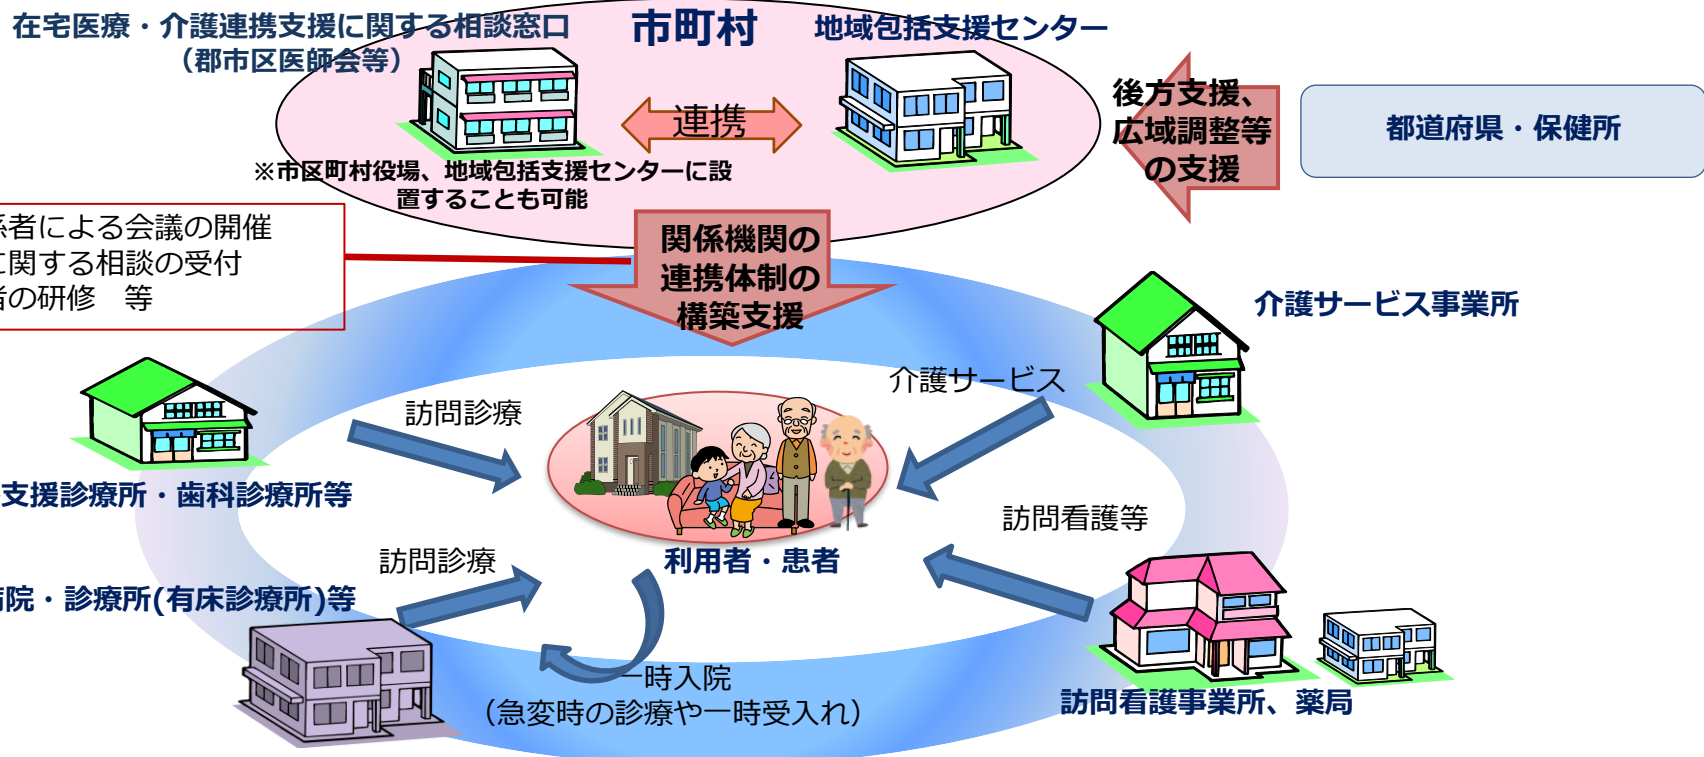 在宅医療・介護連携支援に関する相談窓口
（郡市区医師会等）
市町村
地域包括支援センター
連携
※市区町村役場、地域包括支援センターに設
置することも可能
後方支援、
広域調整等
の支援
都道府県・保健所
係者による会議の開催
に関する相談の受付
者の研修　等
関係機関の
連携体制の
構築支援
介護サービス事業所
介護サービス
訪問診療
支援診療所・歯科診療所等
訪問看護等
利用者・患者
訪問診療
病院・診療所(有床診療所)等
一時入院
（急変時の診療や一時受入れ）
訪問看護事業所、薬局